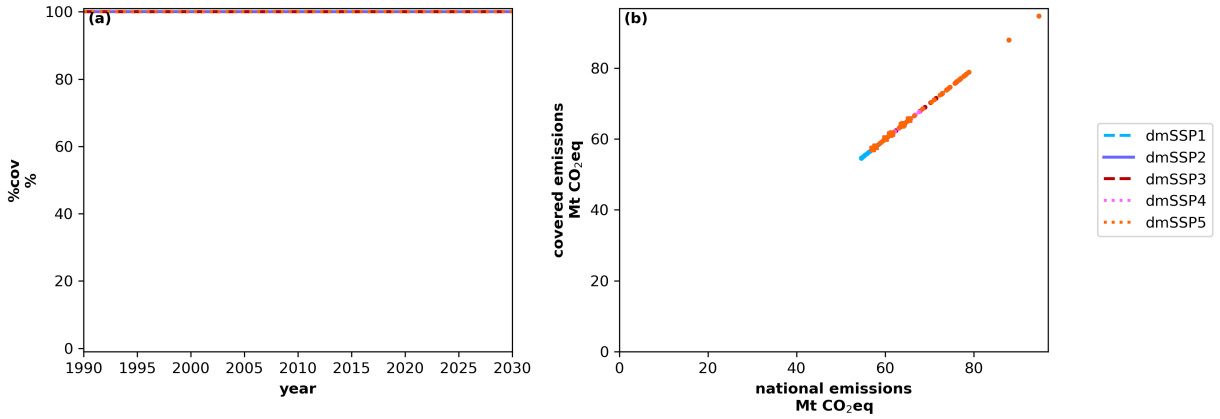 (a)
100
80
60
40
20
0
%cov
%
1990 1995 2000 2005 2010 2015 2020 2025 2030
year
(b)
80
60
40
20
0
covered emissions
Mt CO₂eq
0 20 40 60 80
national emissions
Mt CO₂eq
dmSSP1
dmSSP2
dmSSP3
dmSSP4
dmSSP5